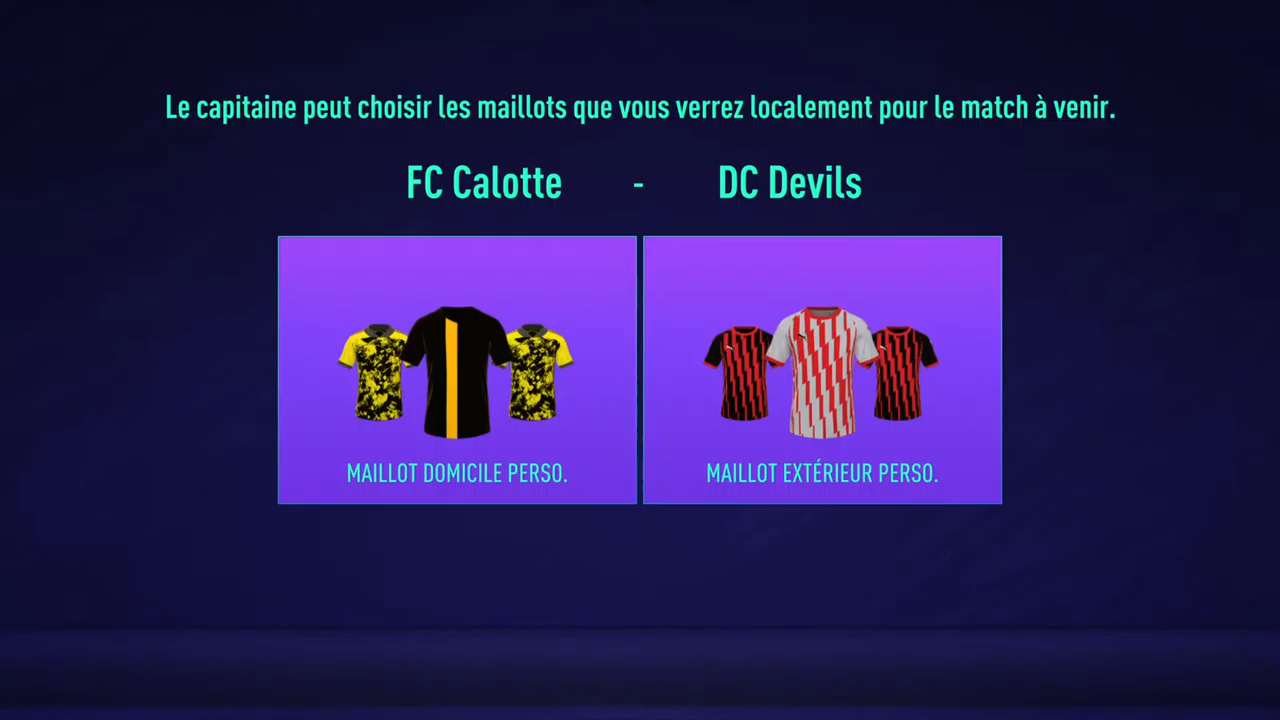 Le capitaine peut choisir les maillots que vous verrez localement pour le match à venir.
FC Calotte - DC Devils
MAILLOT DOMICILE PERSO.
MAILLOT EXTÉRIEUR PERSO.